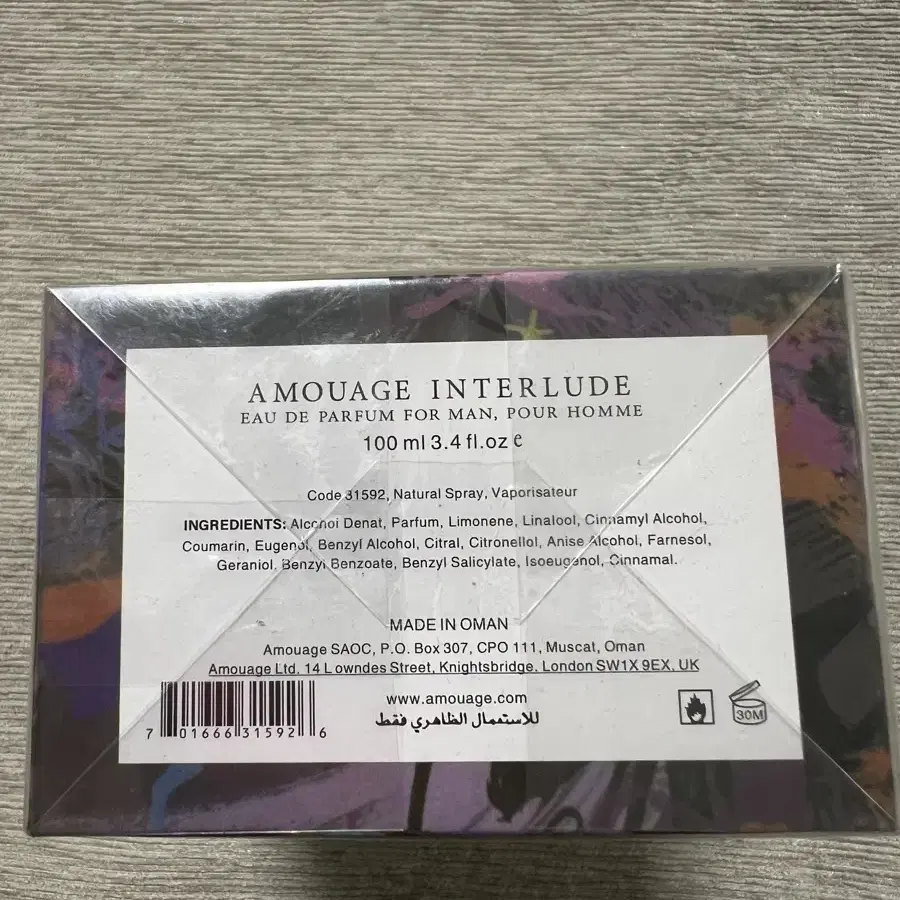 AMOUAGE INTERLUDE
EAU DE PARFUM FOR MAN, POUR HOMME
100 ml 3.4 fl.oz e
Code 31592, Natural Spray, Vaporisateur
INGREDIENTS: Alcohol Denat, Parfum, Limonene, Linalool, Cinnamyl Alcohol,
Coumarin, Eugenol, Benzyl Alcohol, Citral, Citronellol, Anise Alcohol, Farnesol,
Geraniol. Benzyl Benzoate, Benzyl Salicylate, Isoeugenol, Cinnamal.
MADE IN OMAN
Amouage SAOC, P.O. Box 307, CPO 111, Muscat, Oman
Amouage Ltd. 14 Lowndes Street, Knightsbridge. London SW1X 9EX, UK
www.amouage.com
للاستعمال الظاهري فقط
7 01666 31592 6
30M